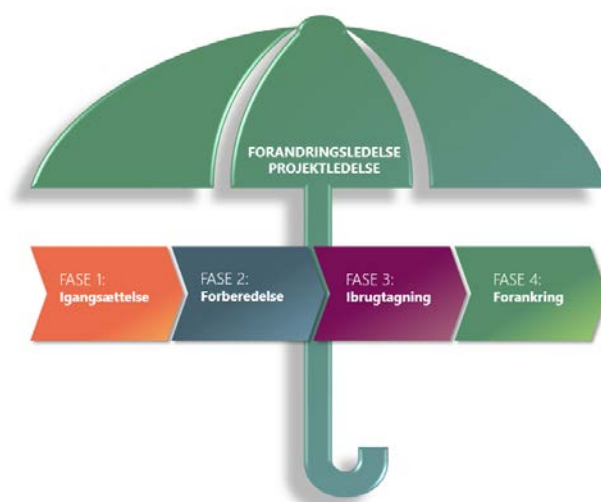 FORANDRINGSLEDELSE
PROJEKTLEDELSE
FASE 1:
Igangsættelse
FASE 2:
Forberedelse
FASE 3:
Ibrugtagning
FASE 4:
Forankring